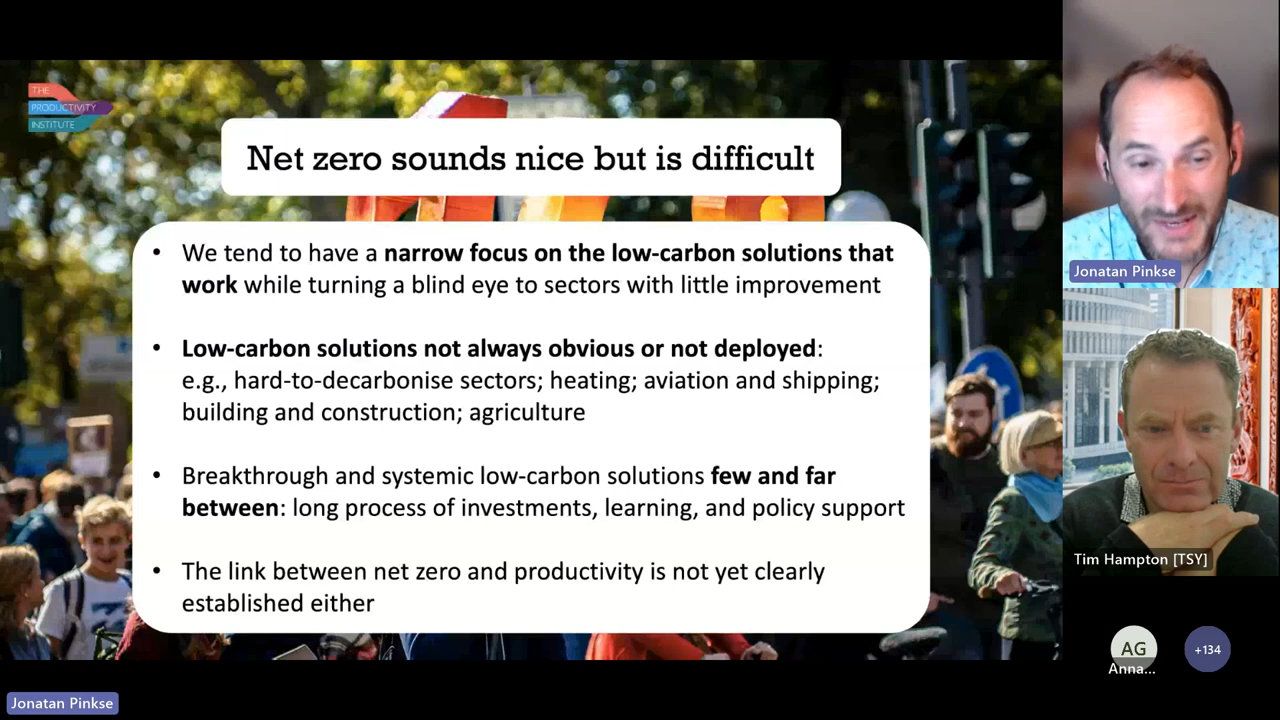 THE
PRODUCTIVITY
INSTITUTE
Net zero sounds nice but is difficult
• We tend to have a narrow focus on the low-carbon solutions that
work while turning a blind eye to sectors with little improvement
• Low-carbon solutions not always obvious or not deployed:
e.g., hard-to-decarbonise sectors; heating; aviation and shipping;
building and construction; agriculture
• Breakthrough and systemic low-carbon solutions few and far
between: long process of investments, learning, and policy support
• The link between net zero and productivity is not yet clearly
established either
Jonatan Pinkse
Tim Hampton [TSY]
AG
Anna...
+134
Jonatan Pinkse